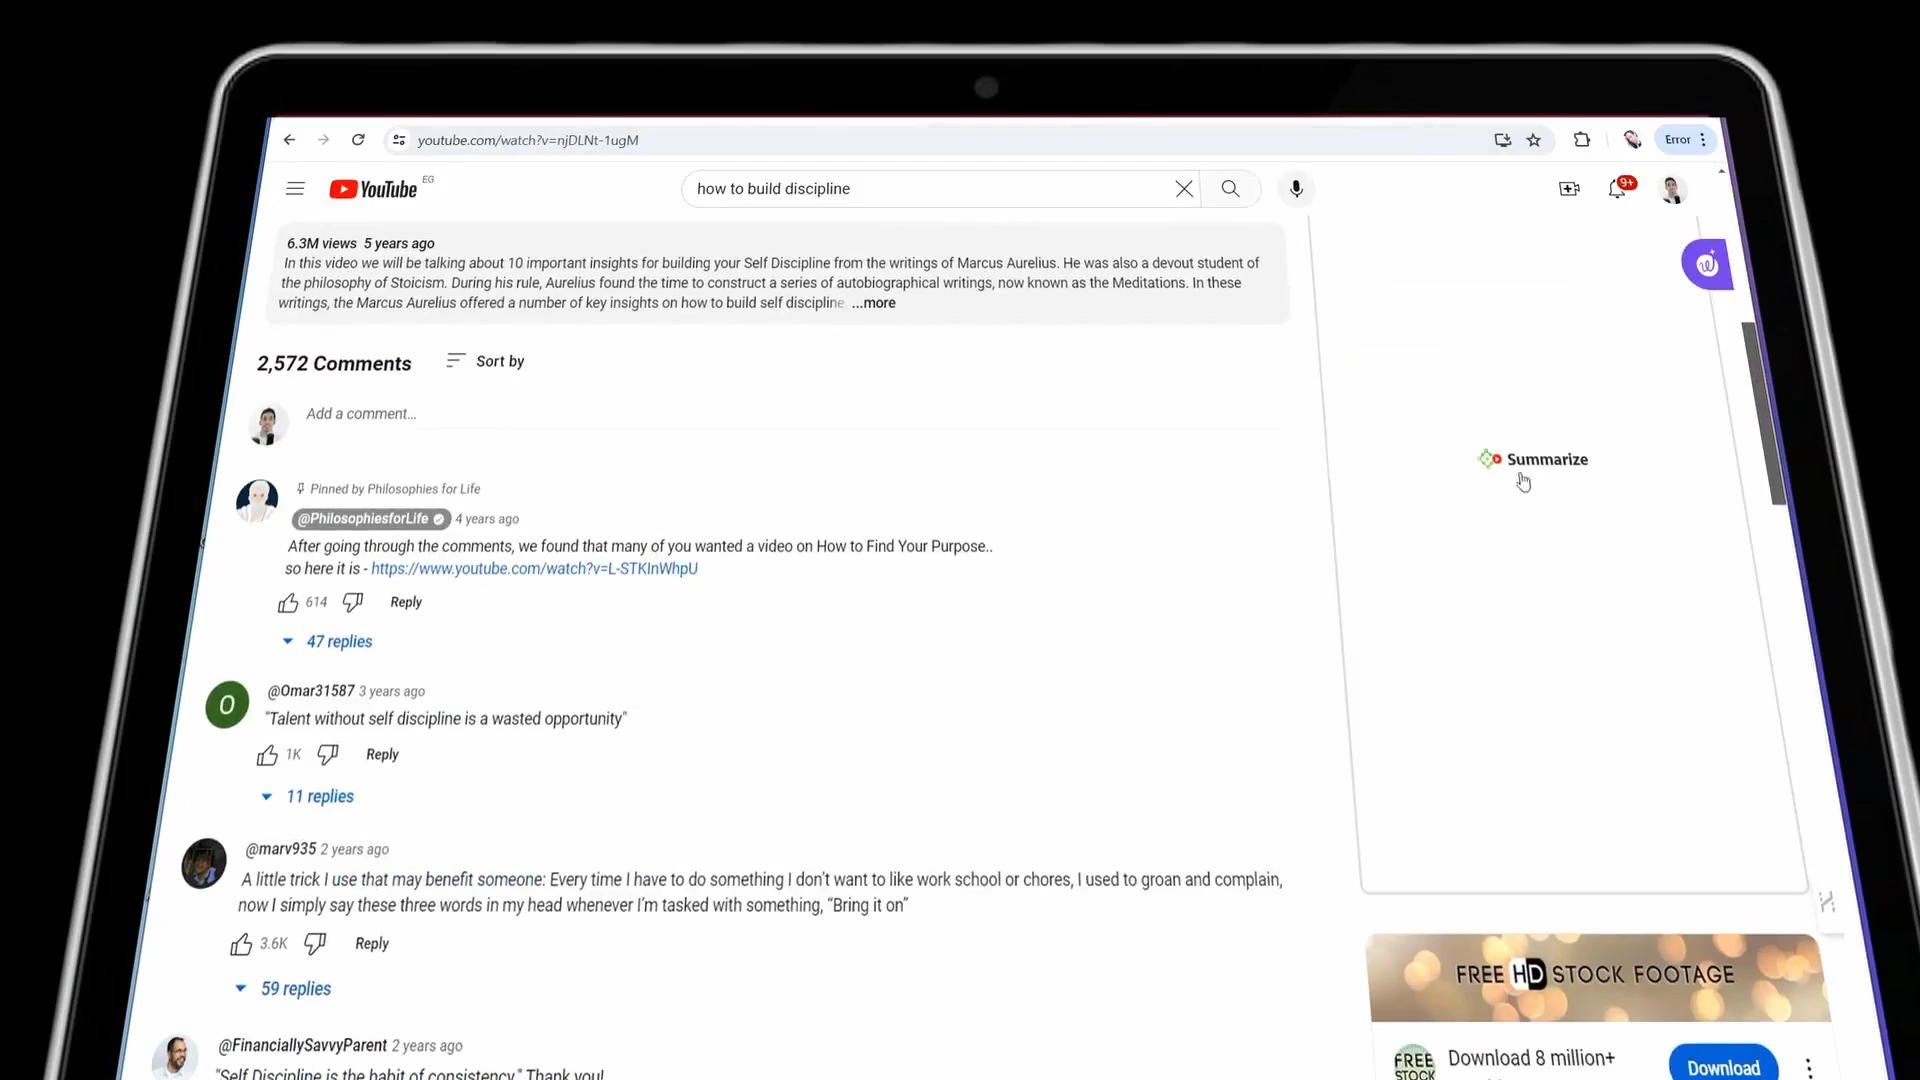 youtube.com/watch?v=njDLNt-1ugM
Error
YouTube EG
how to build discipline
9+
6.3M views 5 years ago
In this video we will be talking about 10 important insights for building your Self Discipline from the writings of Marcus Aurelius. He was also a devout student of
the philosophy of Stoicism. During his rule, Aurelius found the time to construct a series of autobiographical writings, now known as the Meditations. In these
writings, the Marcus Aurelius offered a number of key insights on how to build self discipline. ...more
2,572 Comments
Sort by
Add a comment...
Summarize
Pinned by Philosophies for Life
@PhilosophiesforLife 4 years ago
After going through the comments, we found that many of you wanted a video on How to Find Your Purpose..
so here it is - https://www.youtube.com/watch?v=L-STKInWhpU
614
Reply
47 replies
O
@Omar31587 3 years ago
"Talent without self discipline is a wasted opportunity"
1K
Reply
11 replies
@marv935 2 years ago
A little trick I use that may benefit someone: Every time I have to do something I don't want to like work school or chores, I used to groan and complain,
now I simply say these three words in my head whenever I'm tasked with something, “Bring it on”
3.6K
Reply
59 replies
FREE HD STOCK FOOTAGE
@FinanciallySavvyParent 2 years ago
"Self Discipline is the habit of consistency." Thank you!
FREE
STOCK
Download 8 million+
Download